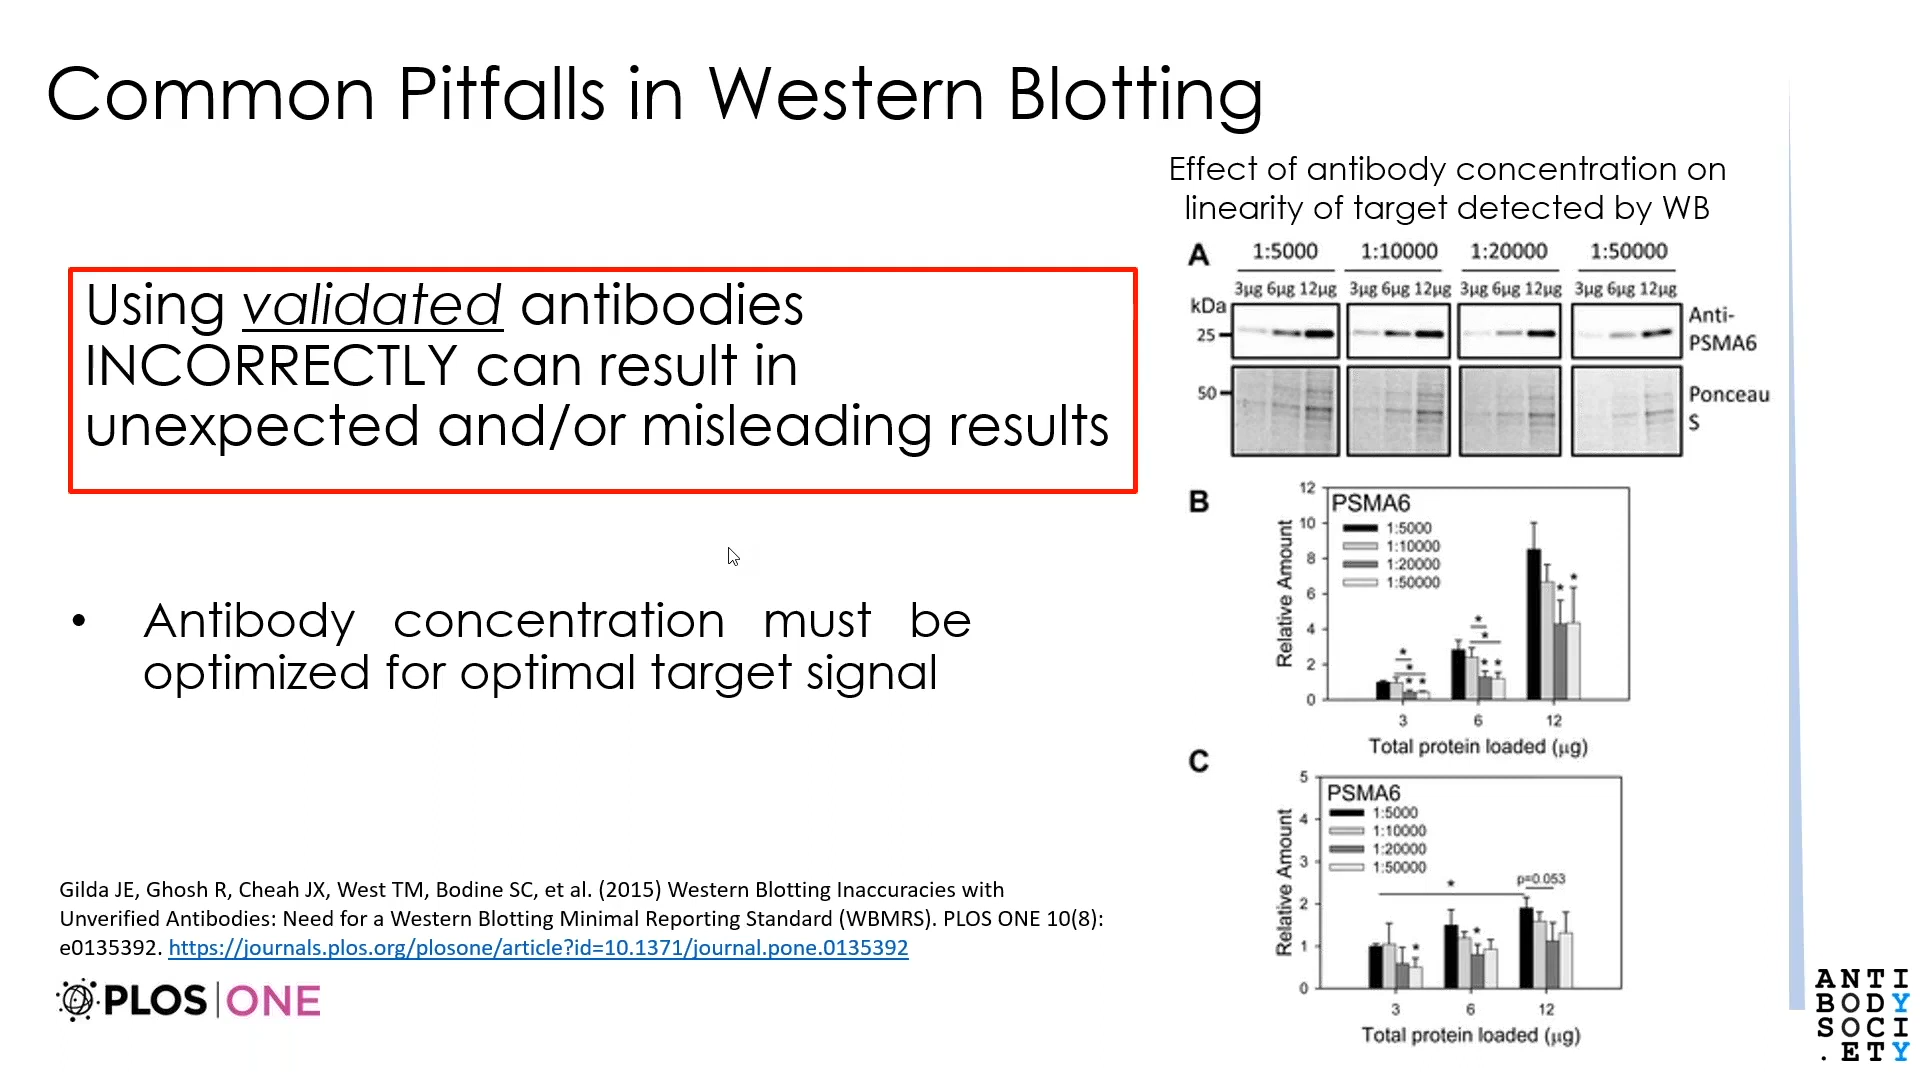 Common Pitfalls in Western Blotting
Effect of antibody concentration on
linearity of target detected by WB
Using validated antibodies
INCORRECTLY can result in
unexpected and/or misleading results
• Antibody concentration must be
optimized for optimal target signal
A 1:5000 1:10000 1:20000 1:50000
3µg 6µg 12µg 3µg 6µg 12µg 3µg 6µg 12µg 3µg 6µg 12µg
kDa
25
Anti-
PSMA6
50
Ponceau
S
B
PSMA6
1:5000
1:10000
1:20000
1:50000
Relative Amount
12
10
8
6
4
2
0
* * * * * * * * * *
3 6 12
Total protein loaded (µg)
C
PSMA6
1:5000
1:10000
1:20000
1:50000
Relative Amount
5
4
3
2
1
0
* * *
p=0.053
3 6 12
Total protein loaded (µg)
Gilda JE, Ghosh R, Cheah JX, West TM, Bodine SC, et al. (2015) Western Blotting Inaccuracies with
Unverified Antibodies: Need for a Western Blotting Minimal Reporting Standard (WBMRS). PLOS ONE 10(8):
e0135392. https://journals.plos.org/plosone/article?id=10.1371/journal.pone.0135392
PLOS | ONE
ANTI
BODY
SOCI
.ETY